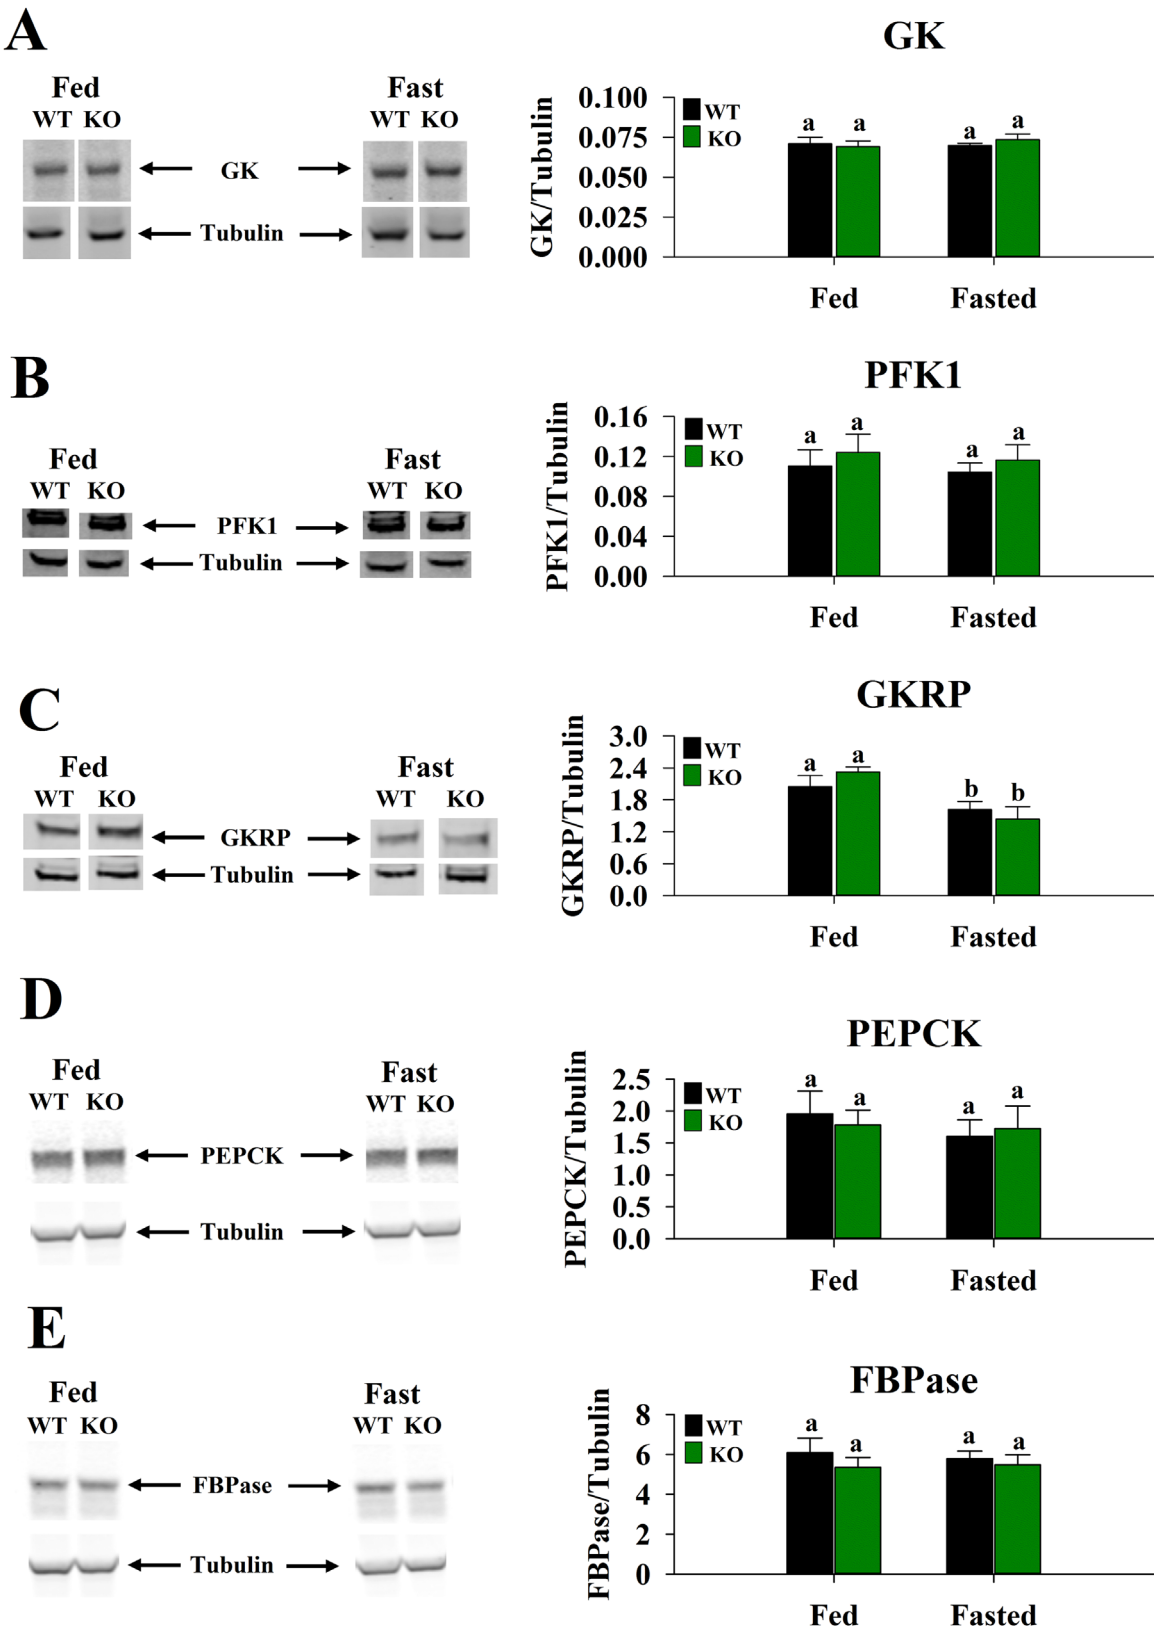 A
GK
Fed
Fast
WT KO
WT KO
GK
Tubulin
GK/Tubulin
0.100
0.075
0.050
0.025
0.000
WT
KO
a
a
a
a
Fed
Fasted
B
PFK1
Fed
Fast
WT KO
WT KO
PFK1
Tubulin
PFK1/Tubulin
0.16
0.12
0.08
0.04
0.00
WT
KO
a
a
a
a
Fed
Fasted
C
GKRP
Fed
Fast
WT KO
WT KO
GKRP
Tubulin
GKRP/Tubulin
3.0
2.4
1.8
1.2
0.6
0.0
WT
KO
a
a
b
b
Fed
Fasted
D
PEPCK
Fed
Fast
WT KO
WT KO
PEPCK
Tubulin
PEPCK/Tubulin
2.5
2.0
1.5
1.0
0.5
0.0
WT
KO
a
a
a
a
Fed
Fasted
E
FBPase
Fed
Fast
WT KO
WT KO
FBPase
Tubulin
FBPase/Tubulin
8
6
4
2
0
WT
KO
a
a
a
a
Fed
Fasted